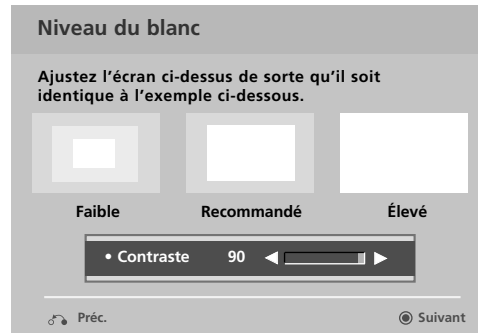 Niveau du blanc
Ajustez l'écran ci-dessus de sorte qu'il soit
identique à l'exemple ci-dessous.
Faible Recommandé Élevé
• Contraste 90
Préc. Suivant